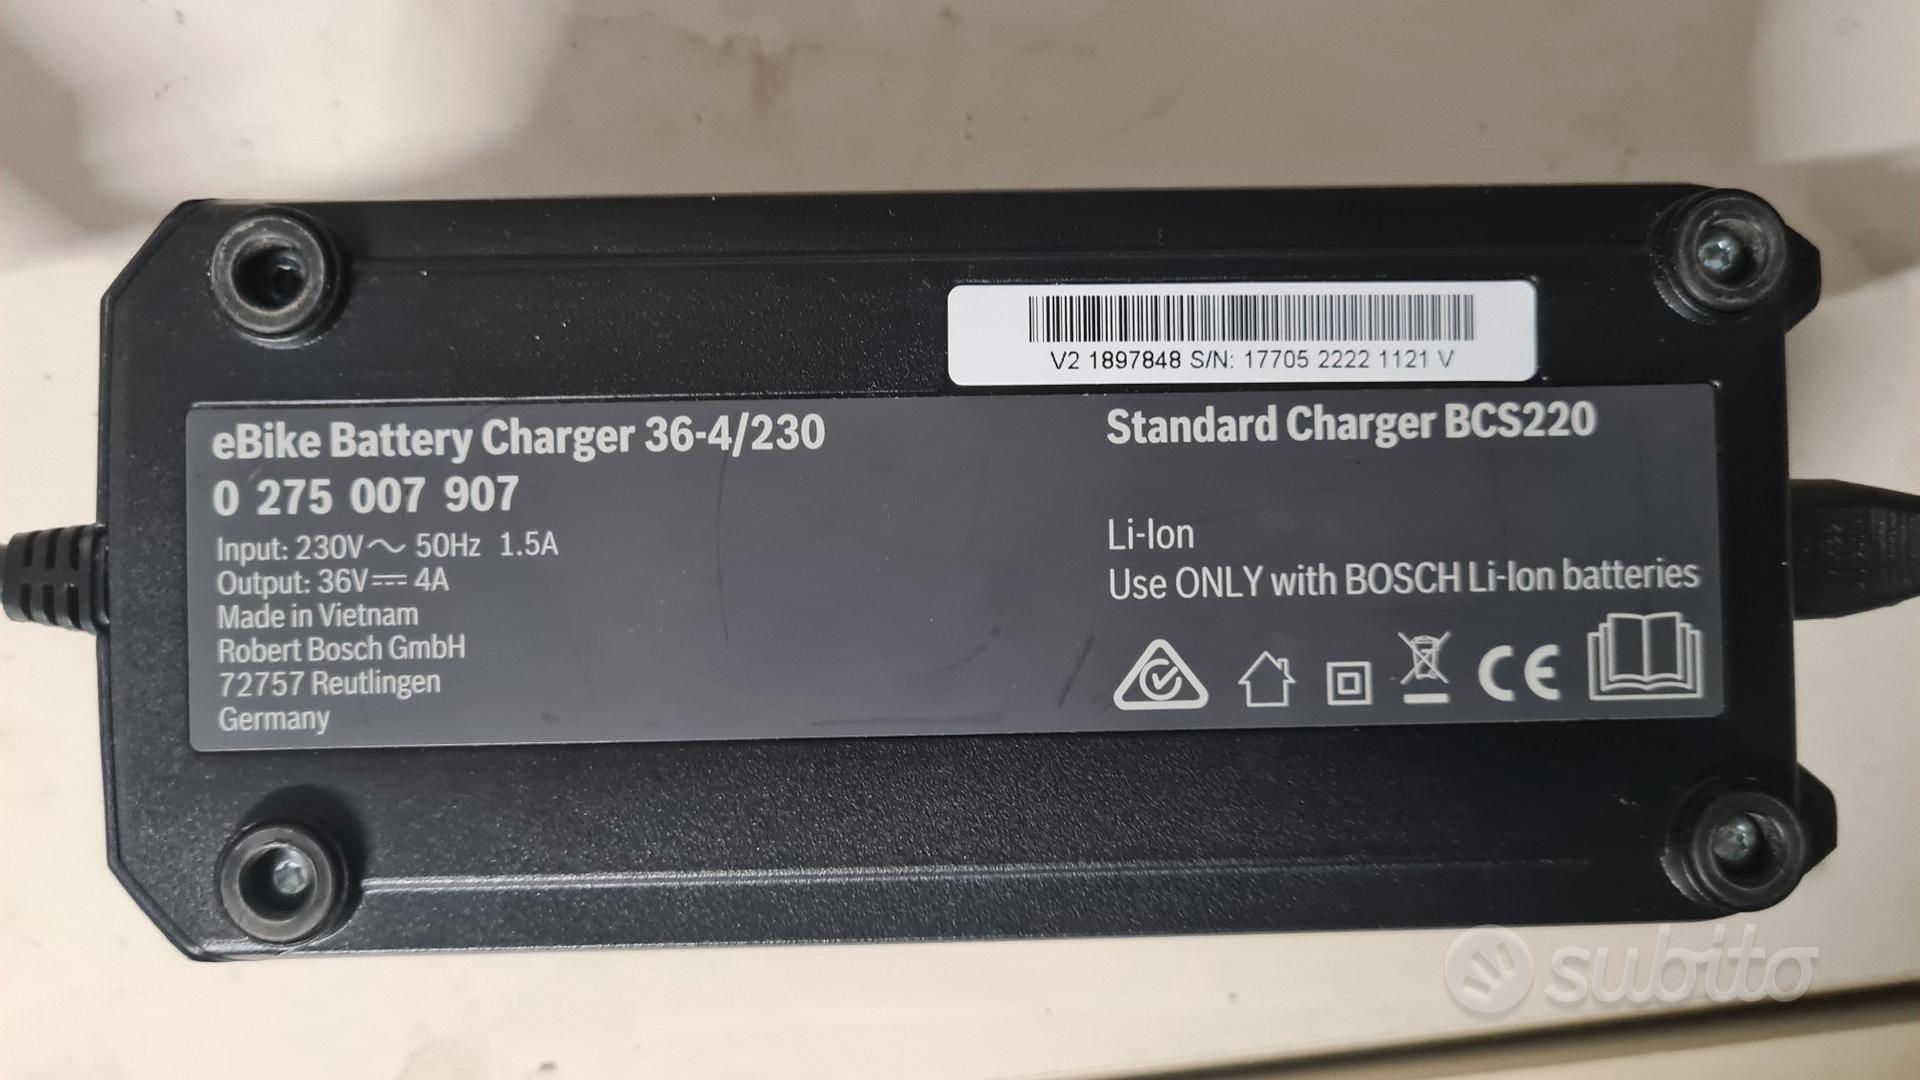 V2 1897848 S/N: 17705 2222 1121 V
eBike Battery Charger 36-4/230
0 275 007 907
Input: 230V~ 50Hz 1.5A
Output: 36V⎓ 4A
Made in Vietnam
Robert Bosch GmbH
72757 Reutlingen
Germany
Standard Charger BCS220
Li-Ion
Use ONLY with BOSCH Li-Ion batteries
CE
subito